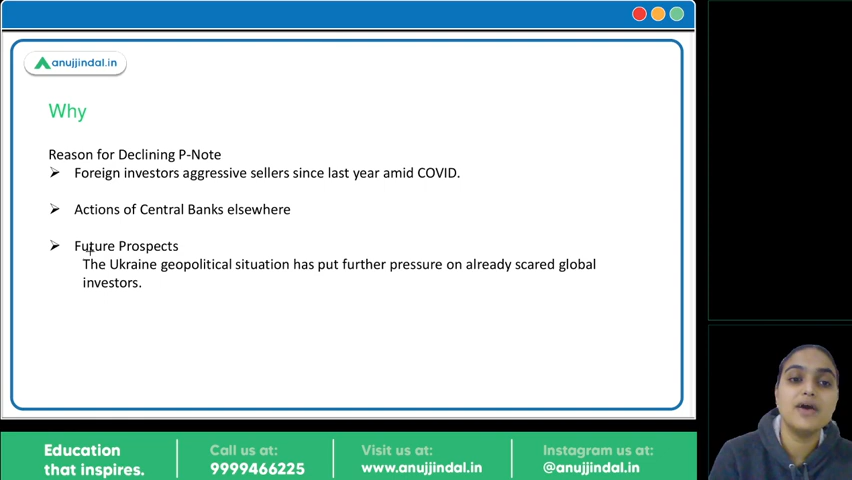 anujjindal.in
Why
Reason for Declining P-Note
Foreign investors aggressive sellers since last year amid COVID.
Actions of Central Banks elsewhere
Future Prospects
The Ukraine geopolitical situation has put further pressure on already scared global
investors.
Education
that inspires.
Call us at:
9999466225
Visit us at:
www.anujjindal.in
Instagram us at:
@anujjindal.in